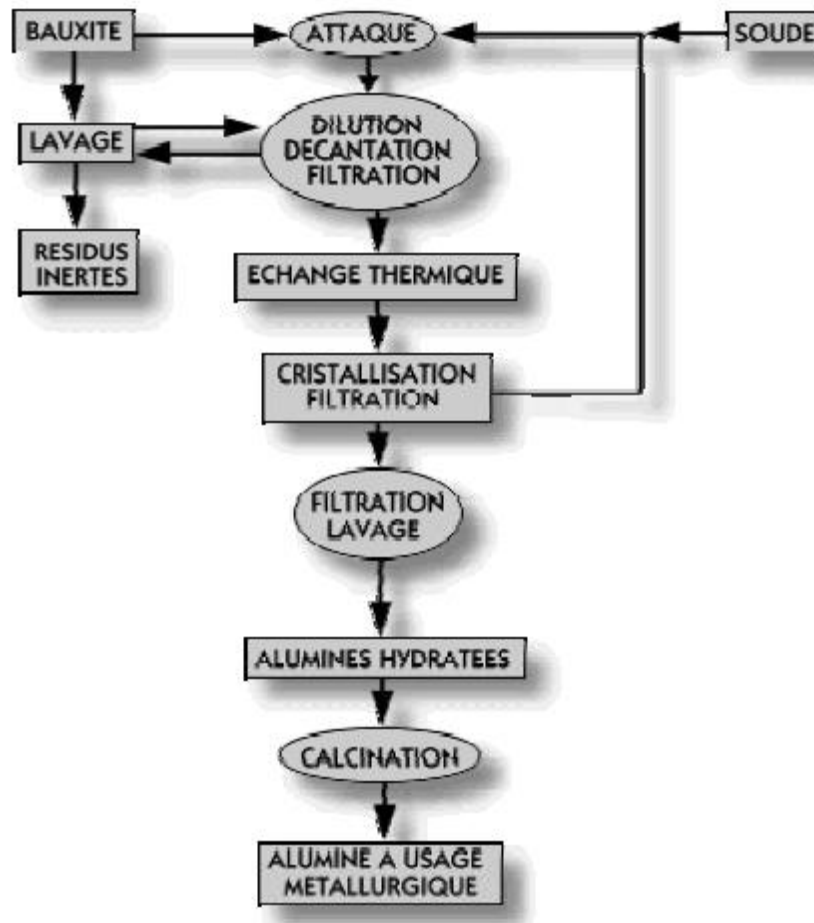 BAUXITE
ATTAQUE
SOUDE
LAVAGE
DILUTION
DECANTATION
FILTRATION
RESIDUS
INERTES
ECHANGE THERMIQUE
CRISTALLISATION
FILTRATION
FILTRATION
LAVAGE
ALUMINES HYDRATEES
CALCINATION
ALUMINE A USAGE
METALLURGIQUE